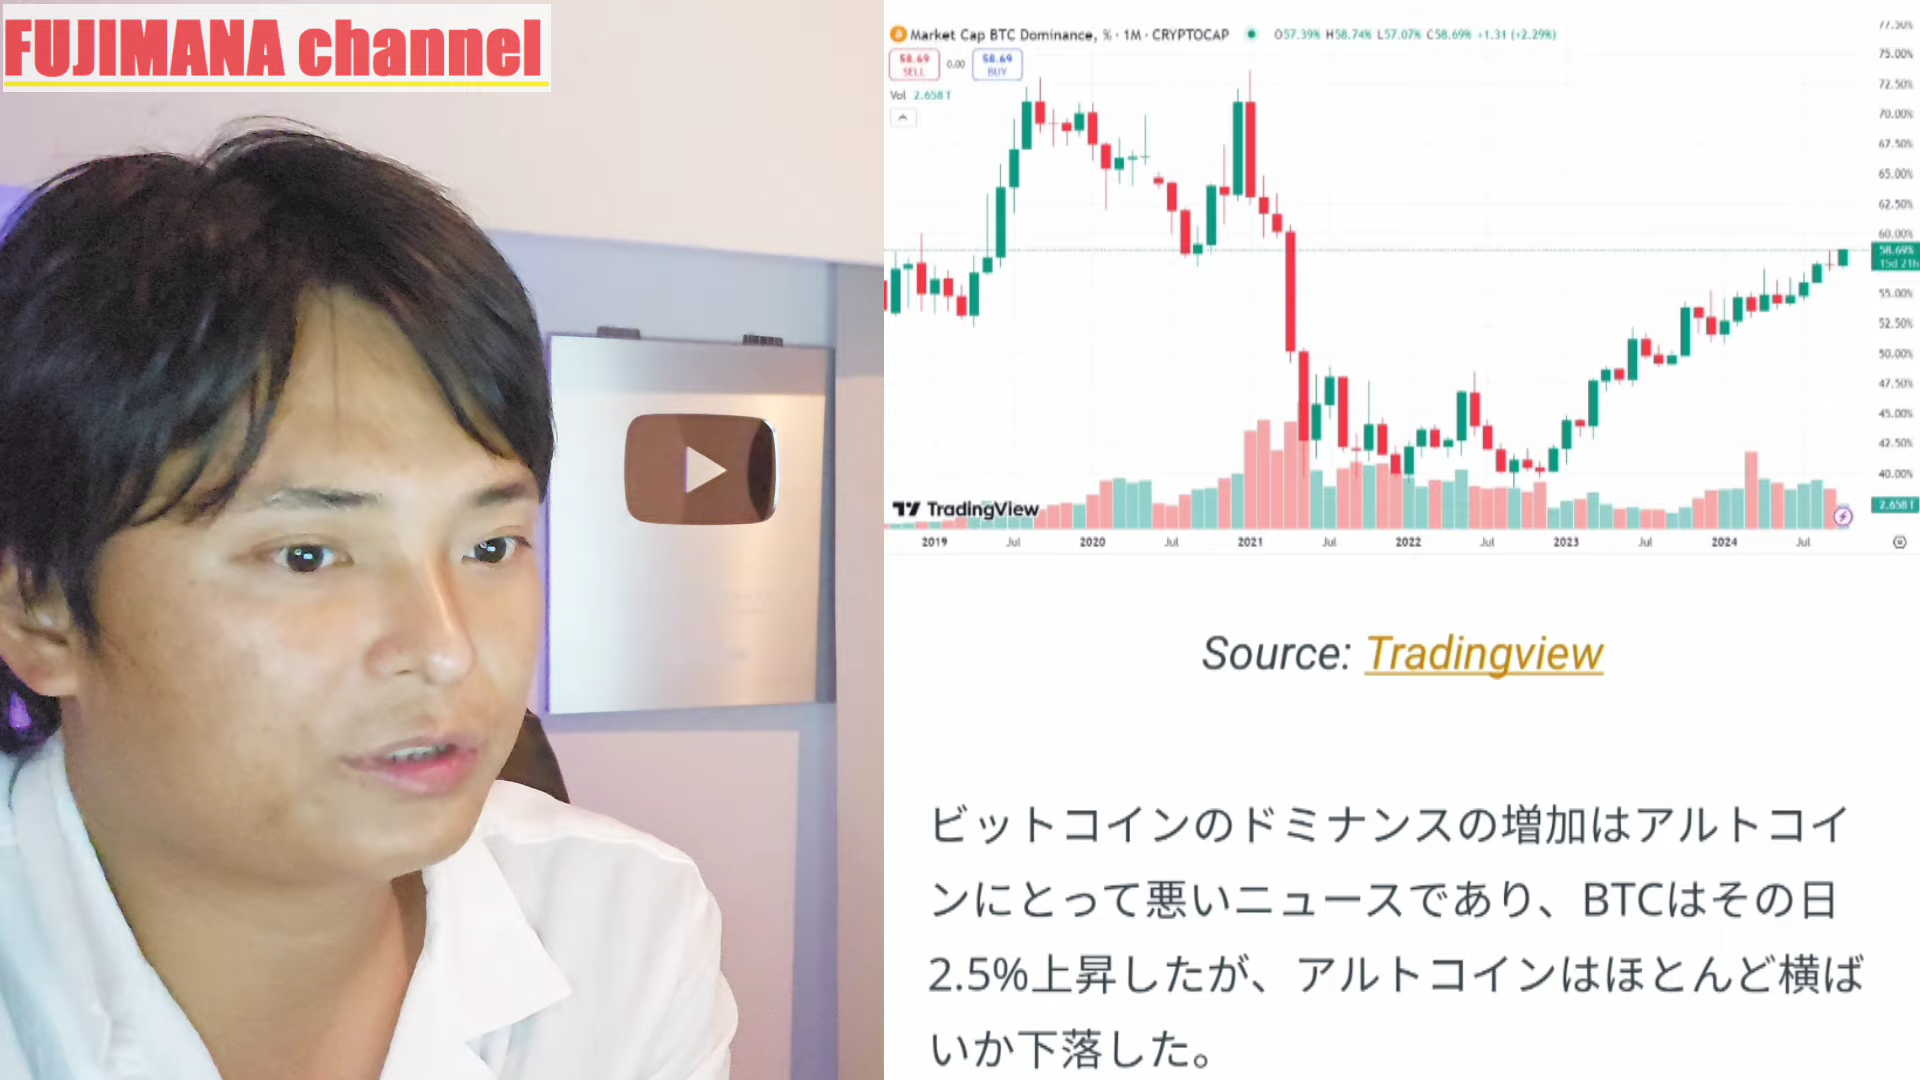 FUJIMANA channel
Market Cap BTC Dominance, % · 1M · CRYPTOCAP O57.39% H58.74% L57.07% C58.69% +1.31 (+2.29%)
58.69 SELL 0.00 58.69 BUY
Vol 2.658 T
77.50%
75.00%
72.50%
70.00%
67.50%
65.00%
62.50%
60.00%
58.69%
15d 21h
55.00%
52.50%
50.00%
47.50%
45.00%
42.50%
40.00%
2.658 T
TradingView
2019 Jul 2020 Jul 2021 Jul 2022 Jul 2023 Jul 2024 Jul
Source: Tradingview
ビットコインのドミナンスの増加はアルトコイ
ンにとって悪いニュースであり、BTCはその日
2.5%上昇したが、アルトコインはほとんど横ば
いか下落した。